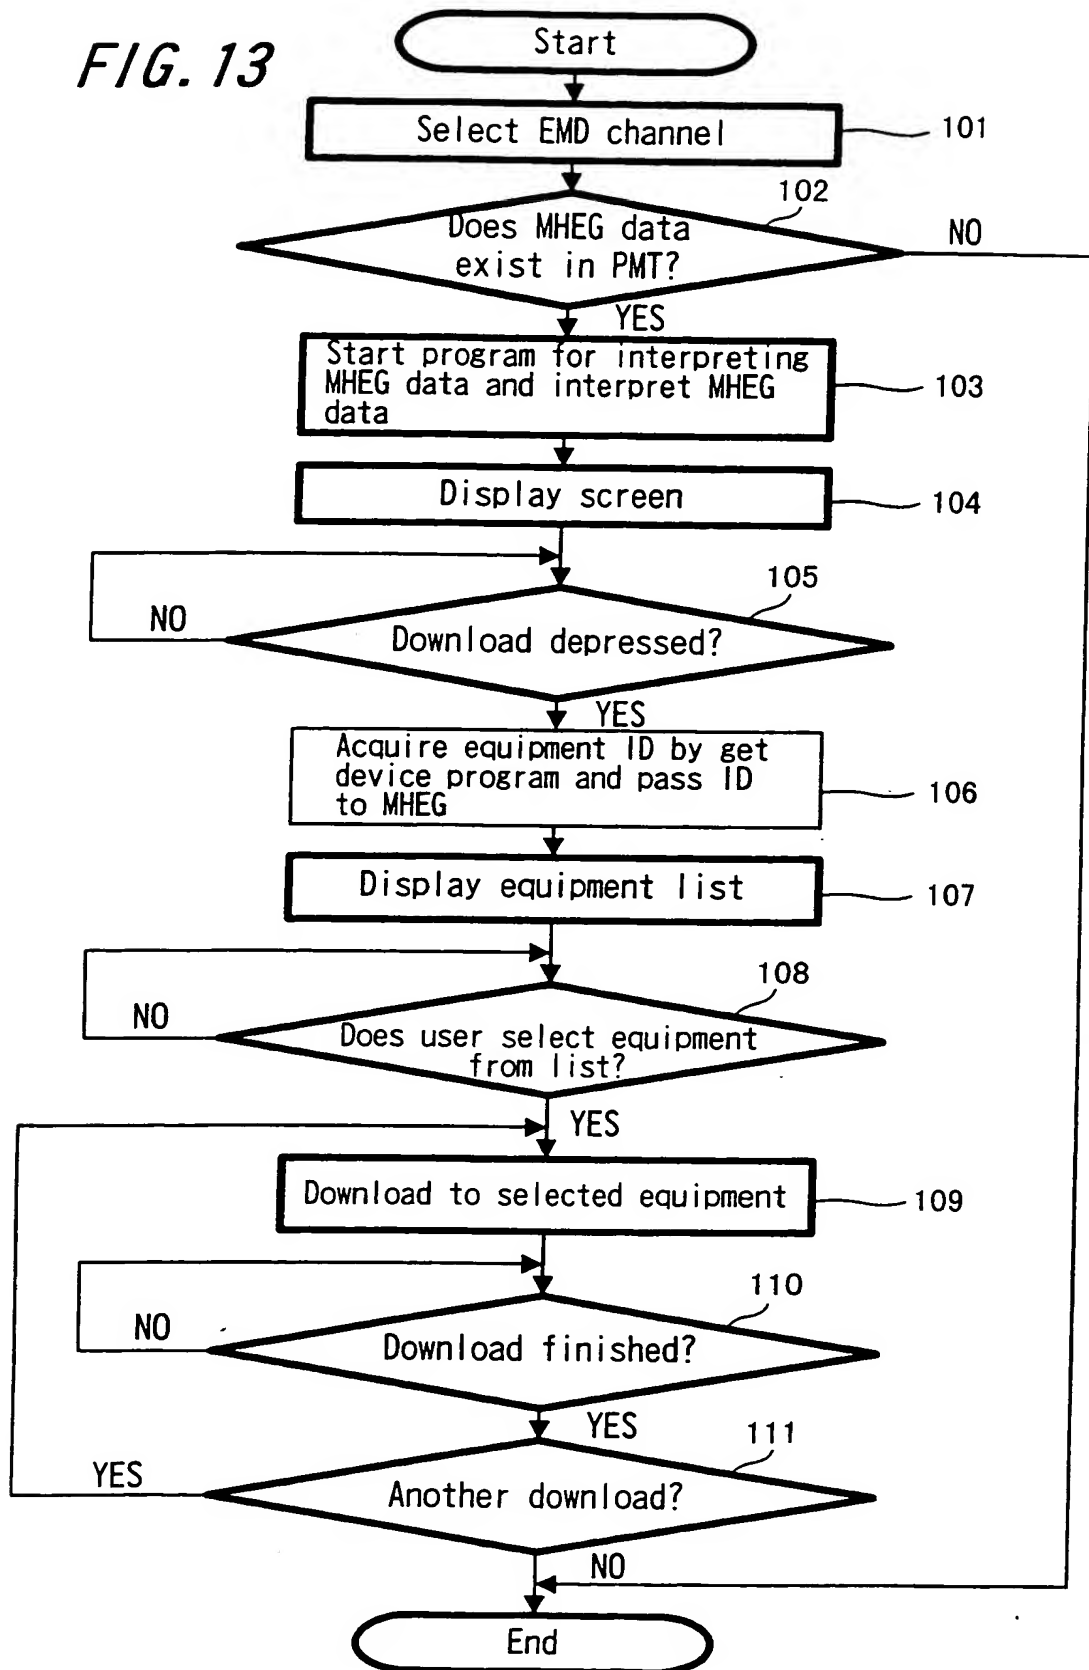 FIG. 13
Start
Select EMD channel
101
102
Does MHEG data
exist in PMT?
NO
YES
Start program for interpreting
MHEG data and interpret MHEG
data
103
Display screen
104
105
NO
Download depressed?
YES
Acquire equipment ID by get
device program and pass ID
to MHEG
106
Display equipment list
107
108
NO
Does user select equipment
from list?
YES
Download to selected equipment
109
110
NO
Download finished?
YES
111
YES
Another download?
NO
End